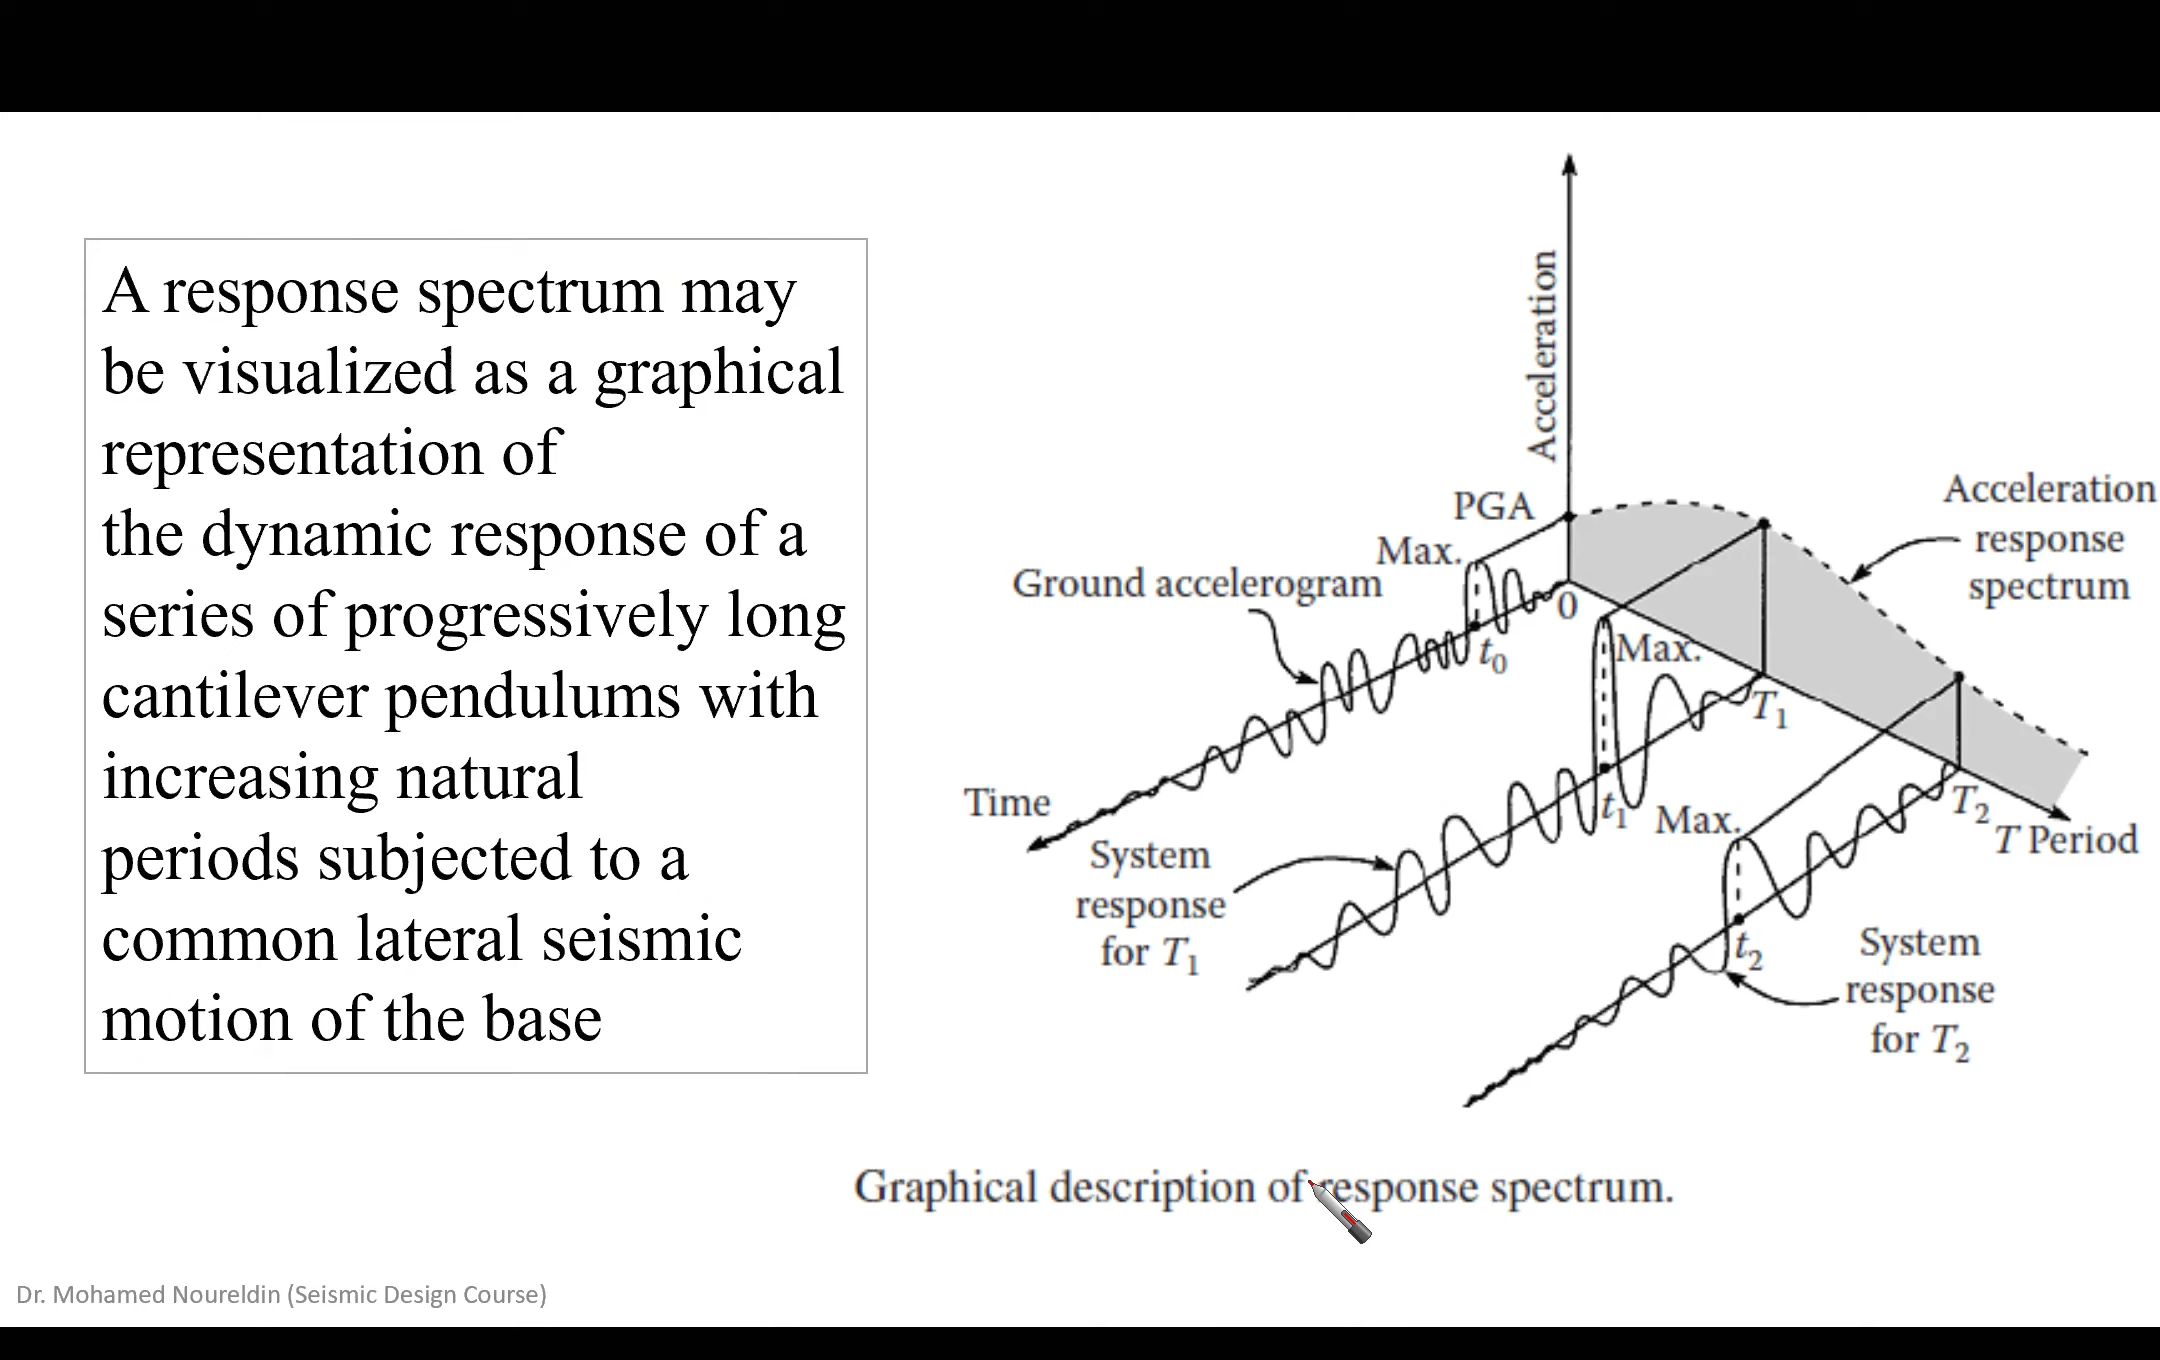 A response spectrum may
be visualized as a graphical
representation of
the dynamic response of a
series of progressively long
cantilever pendulums with
increasing natural
periods subjected to a
common lateral seismic
motion of the base
Acceleration
PGA
Max.
Ground accelerogram
0
t0
Acceleration
response
spectrum
Max.
T1
Time
t1
Max.
T2
T Period
System
response
for T1
t2
System
response
for T2
Graphical description of response spectrum.
Dr. Mohamed Noureldin (Seismic Design Course)